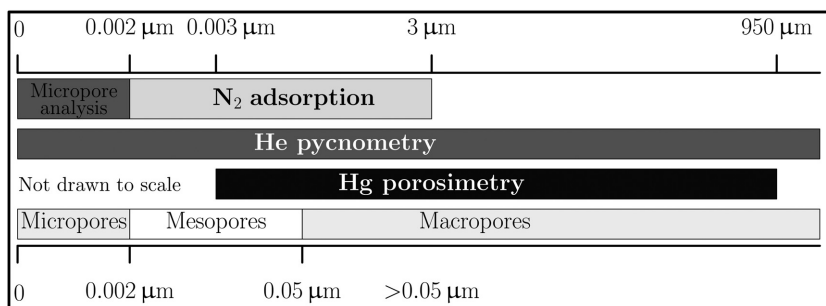 0 0.002 μm 0.003 μm 3 μm 950 μm
Micropore
analysis
N₂ adsorption
He pycnometry
Not drawn to scale Hg porosimetry
Micropores Mesopores Macropores
0 0.002 μm 0.05 μm >0.05 μm